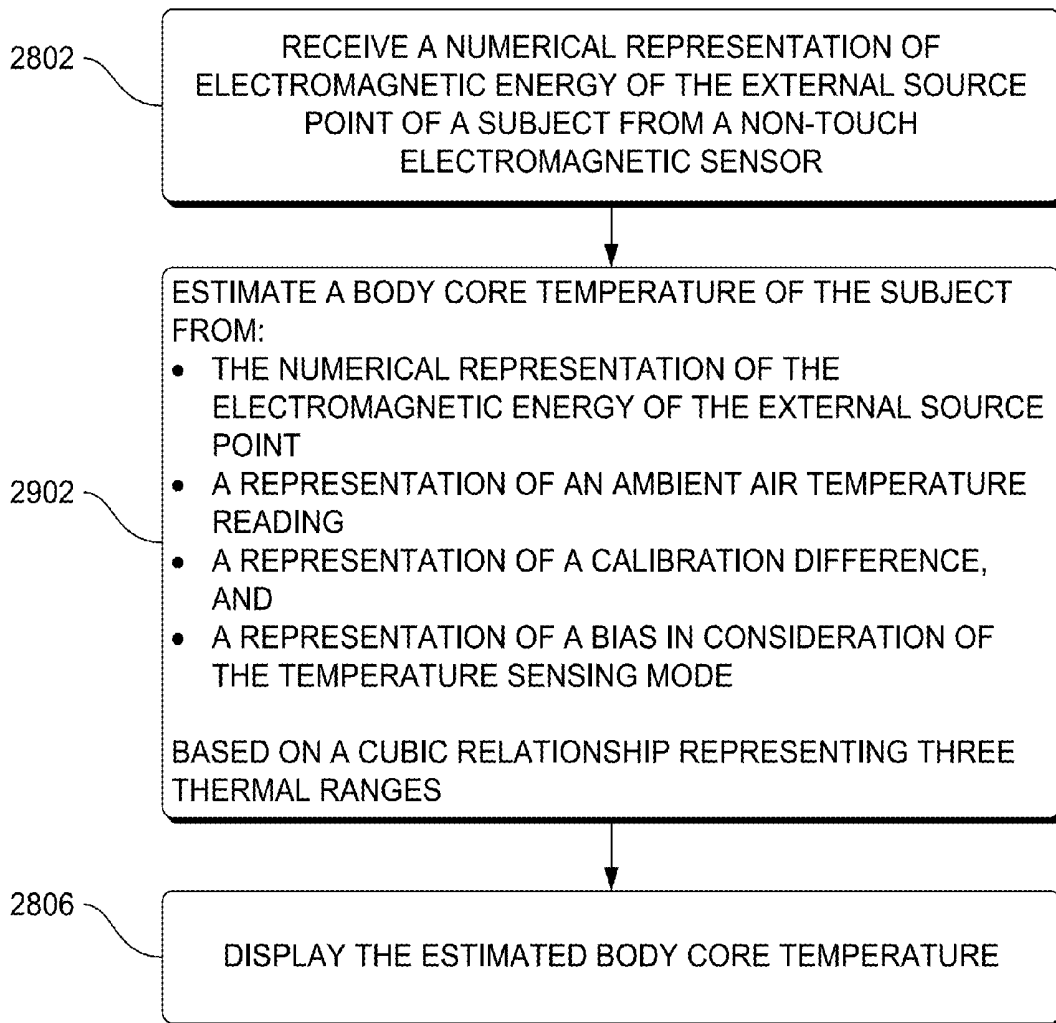 2802
RECEIVE A NUMERICAL REPRESENTATION OF
ELECTROMAGNETIC ENERGY OF THE EXTERNAL SOURCE
POINT OF A SUBJECT FROM A NON-TOUCH
ELECTROMAGNETIC SENSOR
2902
ESTIMATE A BODY CORE TEMPERATURE OF THE SUBJECT
FROM:
• THE NUMERICAL REPRESENTATION OF THE
ELECTROMAGNETIC ENERGY OF THE EXTERNAL SOURCE
POINT
• A REPRESENTATION OF AN AMBIENT AIR TEMPERATURE
READING
• A REPRESENTATION OF A CALIBRATION DIFFERENCE,
AND
• A REPRESENTATION OF A BIAS IN CONSIDERATION OF
THE TEMPERATURE SENSING MODE
BASED ON A CUBIC RELATIONSHIP REPRESENTING THREE
THERMAL RANGES
2806
DISPLAY THE ESTIMATED BODY CORE TEMPERATURE